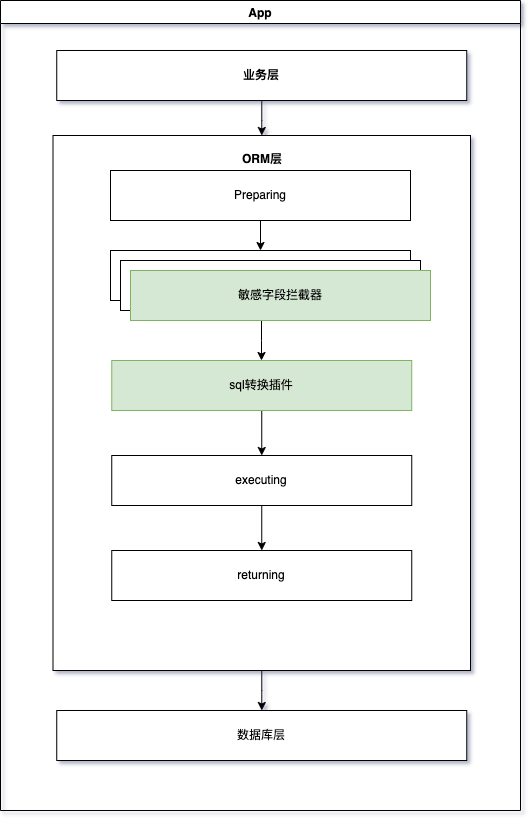 App
业务层
ORM层
Preparing
敏感字段拦截器
sql转换插件
executing
returning
数据库层